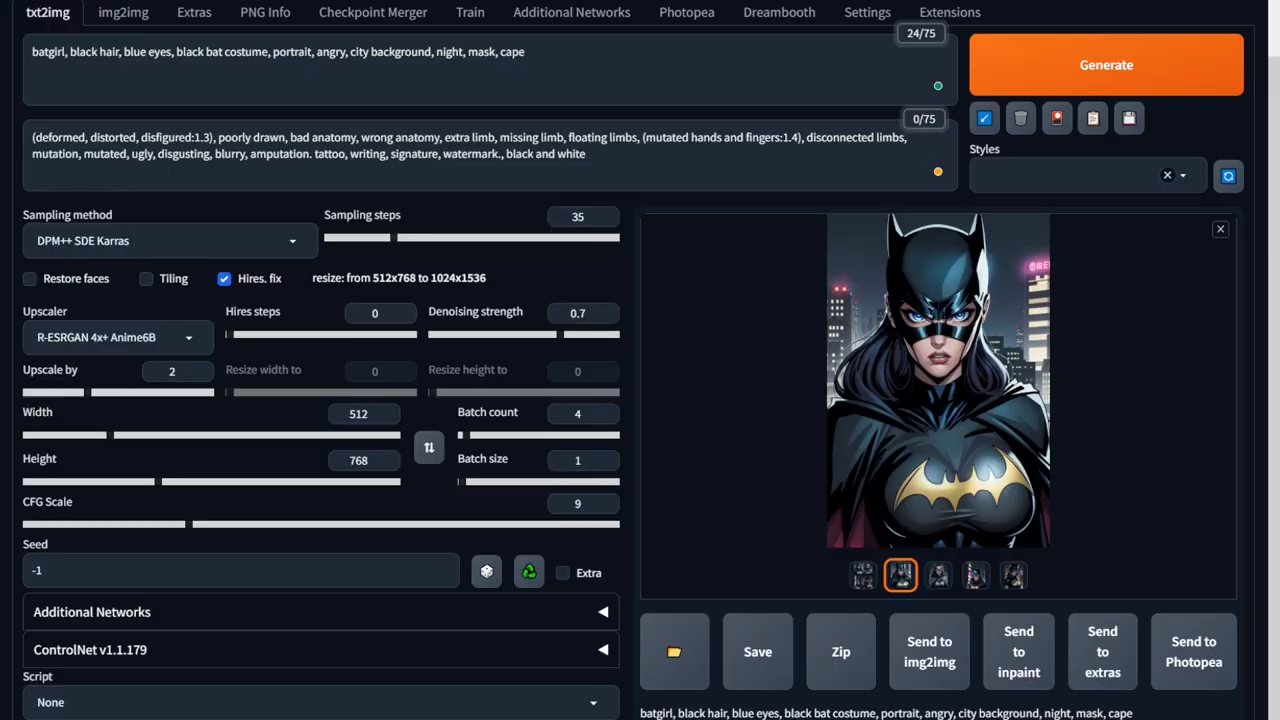 txt2img img2img Extras PNG Info Checkpoint Merger Train Additional Networks Photopea Dreambooth Settings Extensions
24/75
batgirl, black hair, blue eyes, black bat costume, portrait, angry, city background, night, mask, cape
Generate
0/75
(deformed, distorted, disfigured:1.3), poorly drawn, bad anatomy, wrong anatomy, extra limb, missing limb, floating limbs, (mutated hands and fingers:1.4), disconnected limbs,
mutation, mutated, ugly, disgusting, blurry, amputation. tattoo, writing, signature, watermark., black and white
Styles
Sampling method
Sampling steps
35
DPM++ SDE Karras
Restore faces
Tiling
Hires. fix
resize: from 512x768 to 1024x1536
Upscaler
Hires steps
0
Denoising strength
0.7
R-ESRGAN 4x+ Anime6B
Upscale by
2
Resize width to
0
Resize height to
0
Width
512
Batch count
4
Height
768
Batch size
1
CFG Scale
9
Seed
-1
Extra
Additional Networks
ControlNet v1.1.179
Script
None
Save
Zip
Send to
img2img
Send
to
inpaint
Send
to
extras
Send to
Photopea
batgirl, black hair, blue eyes, black bat costume, portrait, angry, city background, night, mask, cape